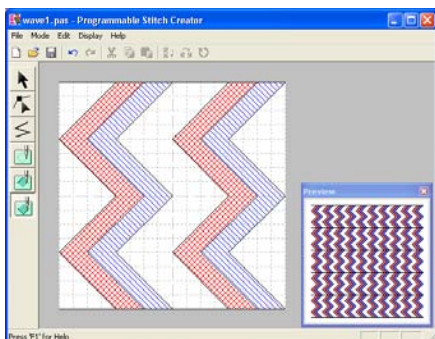 wave1.pas - Programmable Stitch Creator
File Mode Edit Display Help
Preview
Press "F1" for Help